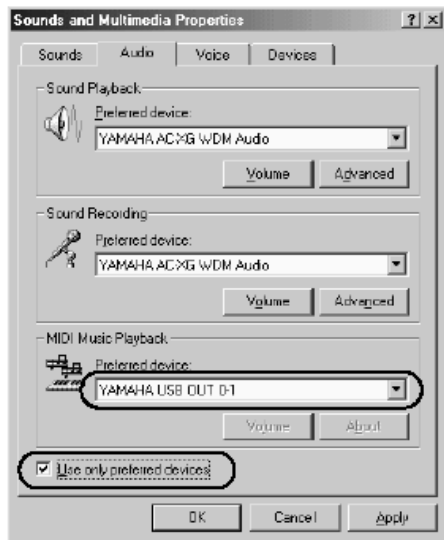 Sounds and Multimedia Properties
Sounds Audio Voice Devices
Sound Playback
Preferred device:
YAMAHA AC-XG WDM Audio
Volume Advanced
Sound Recording
Preferred device:
YAMAHA AC-XG WDM Audio
Volume Advanced
MIDI Music Playback
Preferred device:
YAMAHA USB OUT 0-1
Volume About
Use only preferred devices
OK Cancel Apply